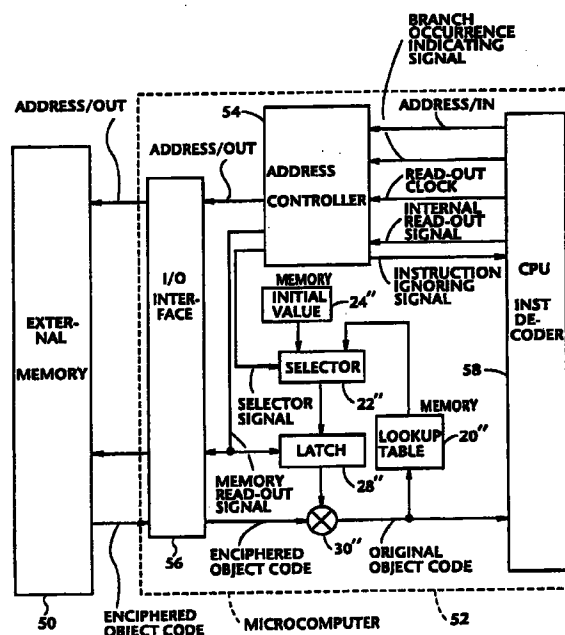 BRANCH
OCCURRENCE
INDICATING
SIGNAL
ADDRESS/OUT
54
ADDRESS/IN
ADDRESS/OUT
ADDRESS
CONTROLLER
READ-OUT
CLOCK
INTERNAL
READ-OUT
SIGNAL
INSTRUCTION
IGNORING
SIGNAL
I/O
INTER-
FACE
MEMORY
INITIAL
VALUE
24"
CPU
INST DE-
CODER
EXTER-
NAL
MEMORY
SELECTOR
22"
SELECTOR
SIGNAL
58
MEMORY
LOOKUP
TABLE
20"
LATCH
28"
MEMORY
READ-OUT
SIGNAL
30"
ENCIPHERED
OBJECT CODE
ORIGINAL
OBJECT CODE
56
50
ENCIPHERED
OBJECT CODE
MICROCOMPUTER
52